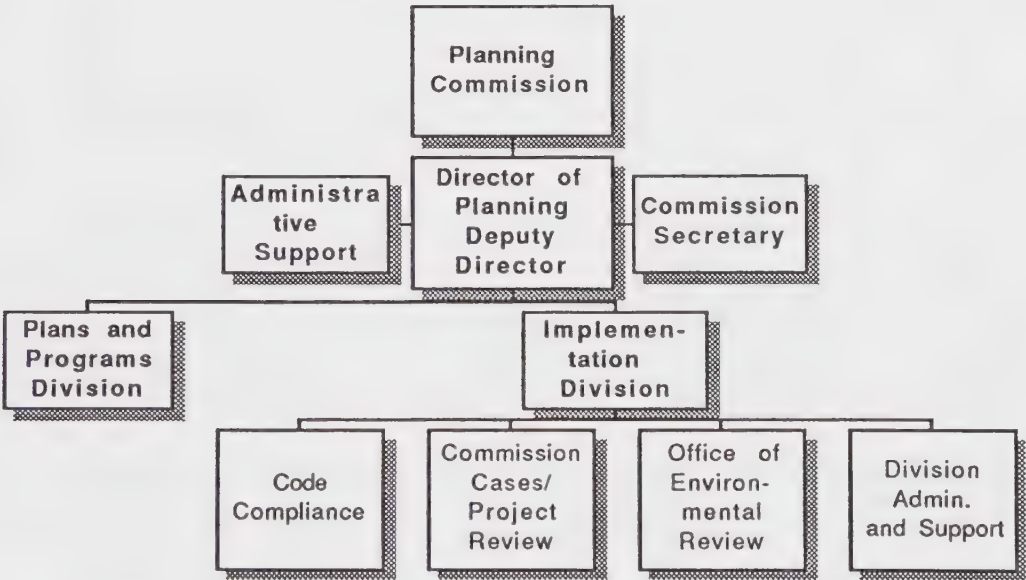 Planning
Commission
Administra
tive
Support
Director of
Planning
Deputy
Director
Commission
Secretary
Plans and
Programs
Division
Implemen-
tation
Division
Code
Compliance
Commission
Cases/
Project
Review
Office of
Environ-
mental
Review
Division
Admin.
and Support